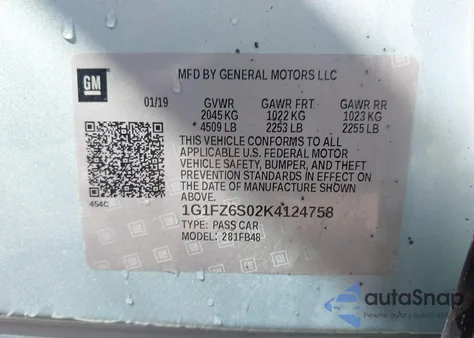 GM
MFD BY GENERAL MOTORS LLC
01/19 GVWR GAWR FRT. GAWR RR
2045 KG 1022 KG 1023 KG
4509 LB 2253 LB 2255 LB
THIS VEHICLE CONFORMS TO ALL
APPLICABLE U.S. FEDERAL MOTOR
VEHICLE SAFETY, BUMPER, AND THEFT
PREVENTION STANDARDS IN EFFECT ON
THE DATE OF MANUFACTURE SHOWN
ABOVE.
454C
1G1FZ6S02K4124758
TYPE: PASS CAR
MODEL: 281FB48
autoSnap
Pewne auta z